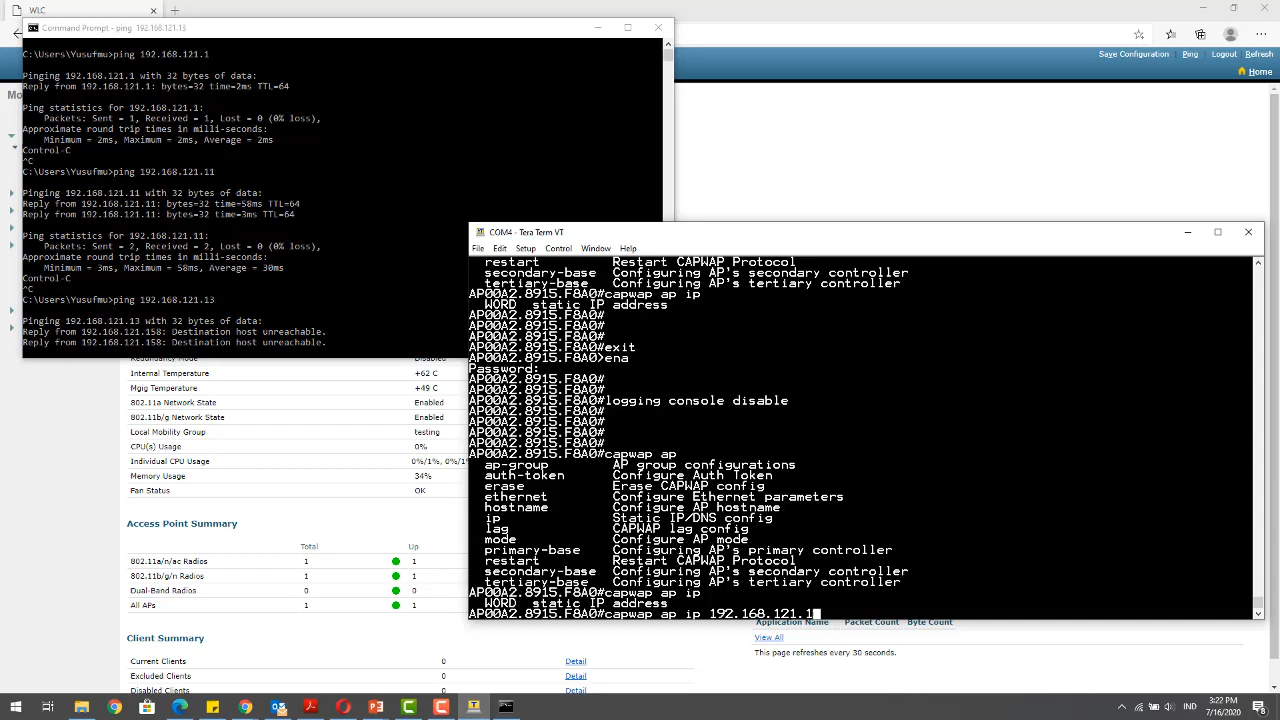 WLC
Save Configuration | Ping | Logout | Refresh
Home
Mo
Command Prompt - ping 192.168.121.13
C:\Users\Yusufmu>ping 192.168.121.1
Pinging 192.168.121.1 with 32 bytes of data:
Reply from 192.168.121.1: bytes=32 time=2ms TTL=64
Ping statistics for 192.168.121.1:
Packets: Sent = 1, Received = 1, Lost = 0 (0% loss),
Approximate round trip times in milli-seconds:
Minimum = 2ms, Maximum = 2ms, Average = 2ms
Control-C
^C
C:\Users\Yusufmu>ping 192.168.121.11
Pinging 192.168.121.11 with 32 bytes of data:
Reply from 192.168.121.11: bytes=32 time=58ms TTL=64
Reply from 192.168.121.11: bytes=32 time=3ms TTL=64
Ping statistics for 192.168.121.11:
Packets: Sent = 2, Received = 2, Lost = 0 (0% loss),
Approximate round trip times in milli-seconds:
Minimum = 3ms, Maximum = 58ms, Average = 30ms
Control-C
^C
C:\Users\Yusufmu>ping 192.168.121.13
Pinging 192.168.121.13 with 32 bytes of data:
Reply from 192.168.121.158: Destination host unreachable.
Reply from 192.168.121.158: Destination host unreachable.
COM4 - Tera Term VT
File Edit Setup Control Window Help
restart Restart CAPWAP Protocol
secondary-base Configuring AP's secondary controller
tertiary-base Configuring AP's tertiary controller
AP00A2.8915.F8A0#capwap ap ip
WORD static IP address
AP00A2.8915.F8A0#
AP00A2.8915.F8A0#
AP00A2.8915.F8A0#
AP00A2.8915.F8A0#exit
AP00A2.8915.F8A0>ena
Password:
AP00A2.8915.F8A0#
AP00A2.8915.F8A0#
AP00A2.8915.F8A0#logging console disable
AP00A2.8915.F8A0#
AP00A2.8915.F8A0#
AP00A2.8915.F8A0#
AP00A2.8915.F8A0#
AP00A2.8915.F8A0#capwap ap
ap-group AP group configurations
auth-token Configure Auth Token
erase Erase CAPWAP config
ethernet Configure Ethernet parameters
hostname Configure AP hostname
ip Static IP/DNS config
lag CAPWAP lag config
mode Configure AP mode
primary-base Configuring AP's primary controller
restart Restart CAPWAP Protocol
secondary-base Configuring AP's secondary controller
tertiary-base Configuring AP's tertiary controller
AP00A2.8915.F8A0#capwap ap ip
WORD static IP address
AP00A2.8915.F8A0#capwap ap ip 192.168.121.1
Redundancy Mode Disabled
Internal Temperature +62 C
Mgig Temperature +49 C
802.11a Network State Enabled
802.11b/g Network State Enabled
Local Mobility Group testing
CPU(s) Usage 0%
Individual CPU Usage 0%/1%, 0%/1%
Memory Usage 34%
Fan Status OK
Access Point Summary
Total Up
802.11a/n/ac Radios 1 1
802.11b/g/n Radios 1 1
Dual-Band Radios 0 0
All APs 1 1
Client Summary
Current Clients 0 Detail
Excluded Clients 0 Detail
Disabled Clients 0 Detail
Application Name Packet Count Byte Count
View All
This page refreshes every 30 seconds.
IND
3:22 PM
7/16/2020
8